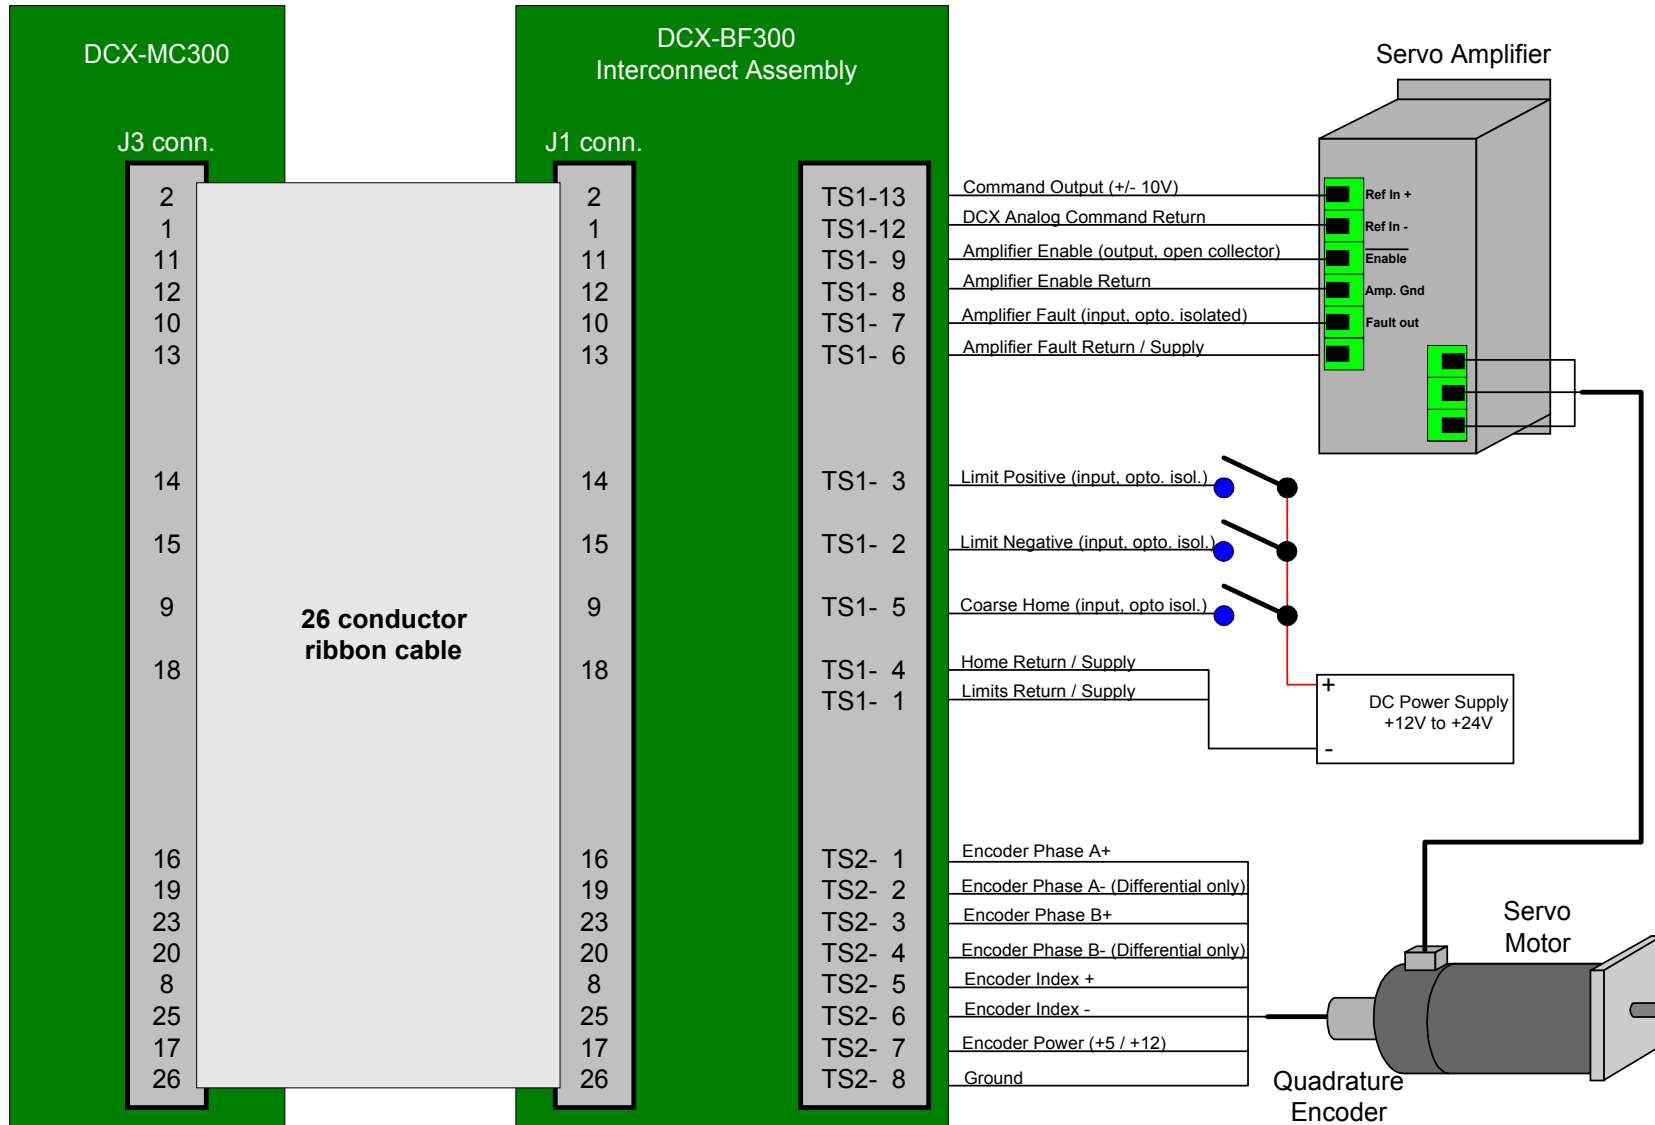 DCX-MC300
DCX-BF300
Interconnect Assembly
Servo Amplifier
J3 conn.
J1 conn.
2 2 TS1-13 Command Output (+/- 10V) Ref In +
1 1 TS1-12 DCX Analog Command Return Ref In -
11 11 TS1- 9 Amplifier Enable (output, open collector) Enable
12 12 TS1- 8 Amplifier Enable Return Amp. Gnd
10 10 TS1- 7 Amplifier Fault (input, opto. isolated) Fault out
13 13 TS1- 6 Amplifier Fault Return / Supply
14 14 TS1- 3 Limit Positive (input, opto. isol.)
15 15 TS1- 2 Limit Negative (input, opto. isol.)
9 9 TS1- 5 Coarse Home (input, opto isol.)
26 conductor
ribbon cable
18 18 TS1- 4 Home Return / Supply
TS1- 1 Limits Return / Supply
+
DC Power Supply
+12V to +24V
-
16 16 TS2- 1 Encoder Phase A+
19 19 TS2- 2 Encoder Phase A- (Differential only)
23 23 TS2- 3 Encoder Phase B+
20 20 TS2- 4 Encoder Phase B- (Differential only)
8 8 TS2- 5 Encoder Index +
25 25 TS2- 6 Encoder Index -
17 17 TS2- 7 Encoder Power (+5 / +12)
26 26 TS2- 8 Ground
Servo
Motor
Quadrature
Encoder